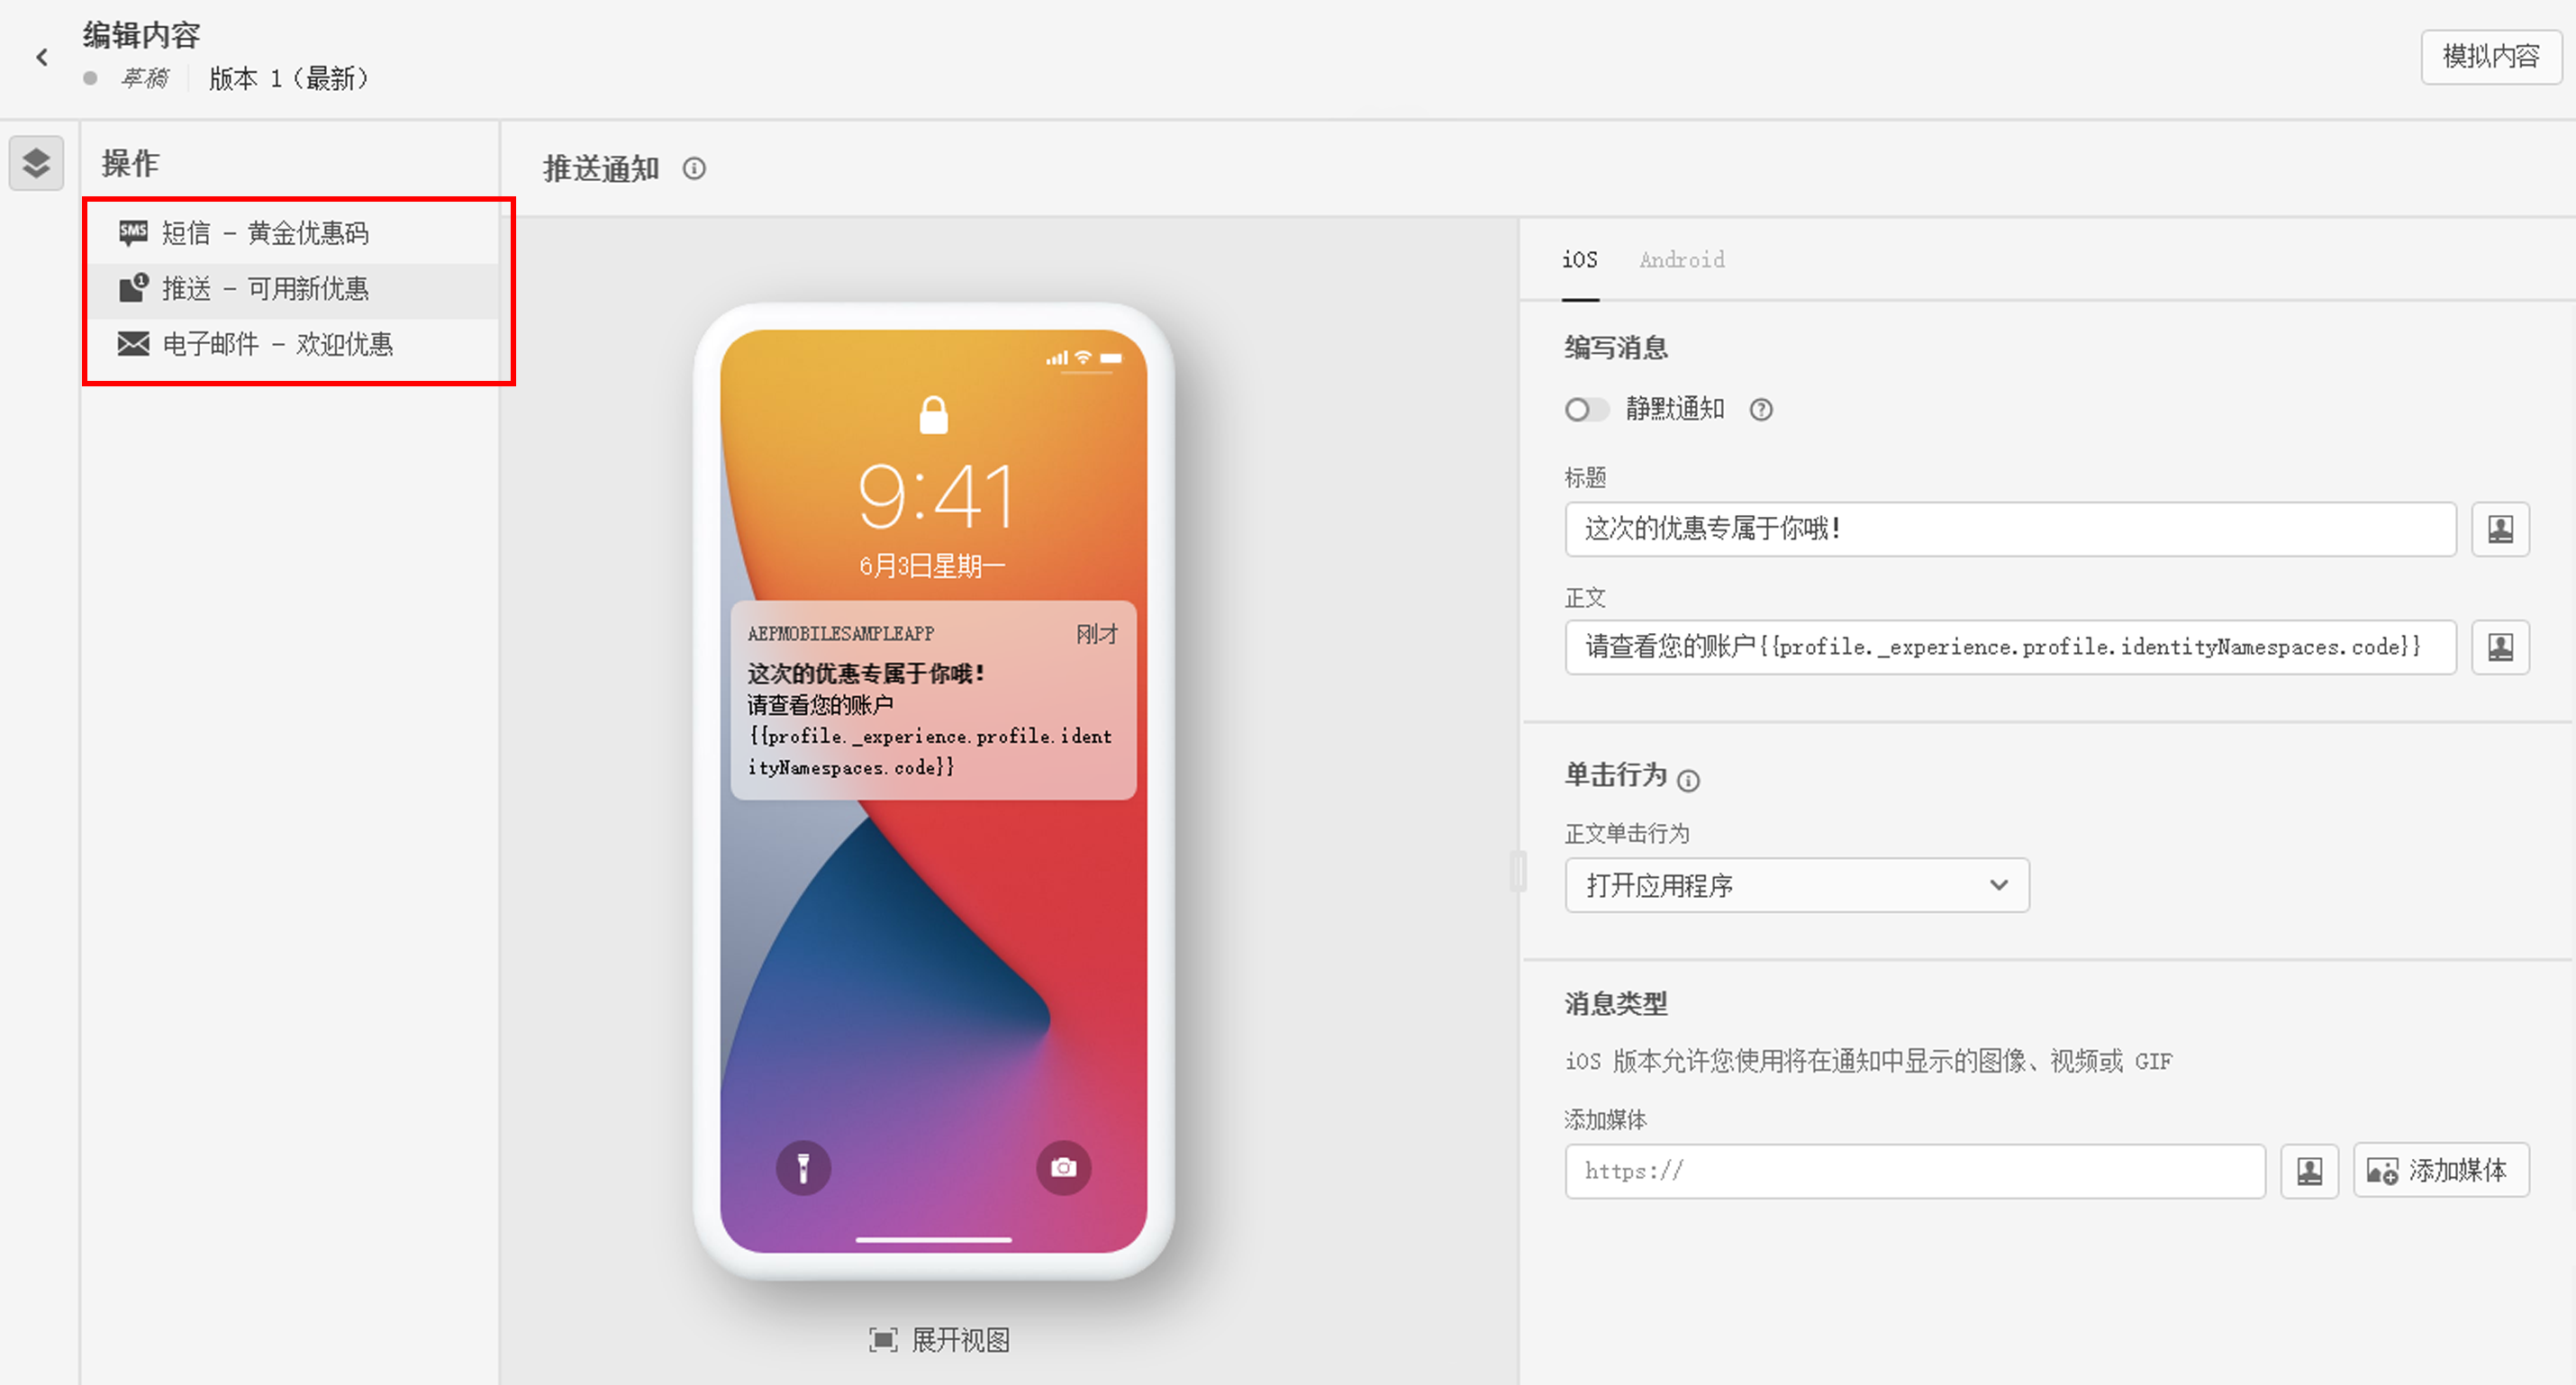 编辑内容
草稿
版本 1（最新）
模拟内容
操作
SMS 短信 – 黄金优惠码
1 推送 – 可用新优惠
电子邮件 – 欢迎优惠
推送通知
9:41
6月3日星期一
AEPMOBILESAMPLEAPP
刚才
这次的优惠专属于你哦!
请查看您的账户
{{profile._experience.profile.ident
ityNamespaces.code}}
展开视图
iOS
Android
编写消息
静默通知
标题
这次的优惠专属于你哦!
正文
请查看您的账户{{profile._experience.profile.identityNamespaces.code}}
单击行为
正文单击行为
打开应用程序
消息类型
iOS 版本允许您使用将在通知中显示的图像、视频或 GIF
添加媒体
https://
添加媒体